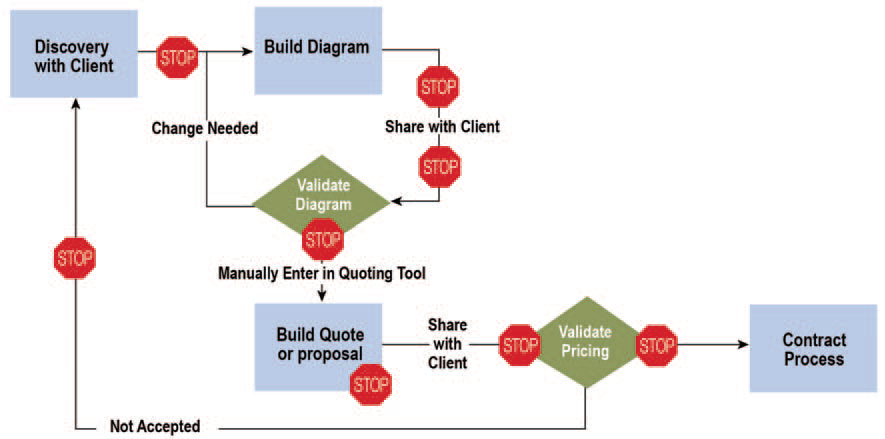 Discovery
with Client
STOP
Build Diagram
STOP
Change Needed
Share with Client
STOP
Validate
Diagram
STOP
STOP
Manually Enter in Quoting Tool
Build Quote
or proposal
STOP
Share
with
Client
STOP
Validate
Pricing
STOP
Contract
Process
Not Accepted